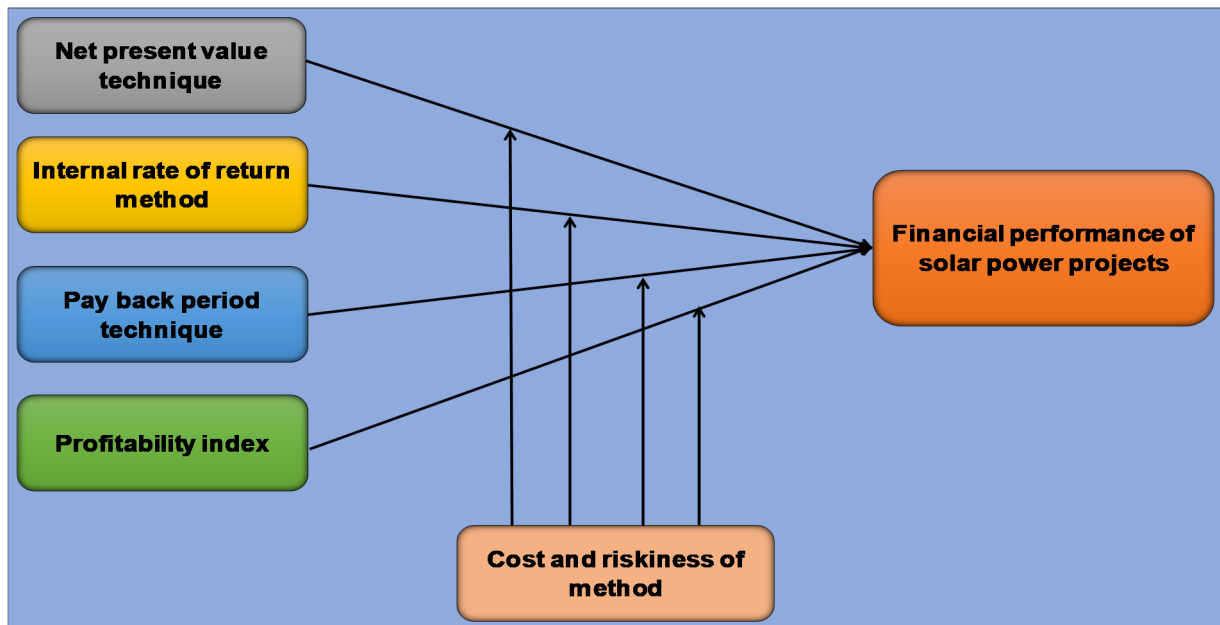 Net present value
technique
Internal rate of return
method
Pay back period
technique
Profitability index
Financial performance of
solar power projects
Cost and riskiness of
method